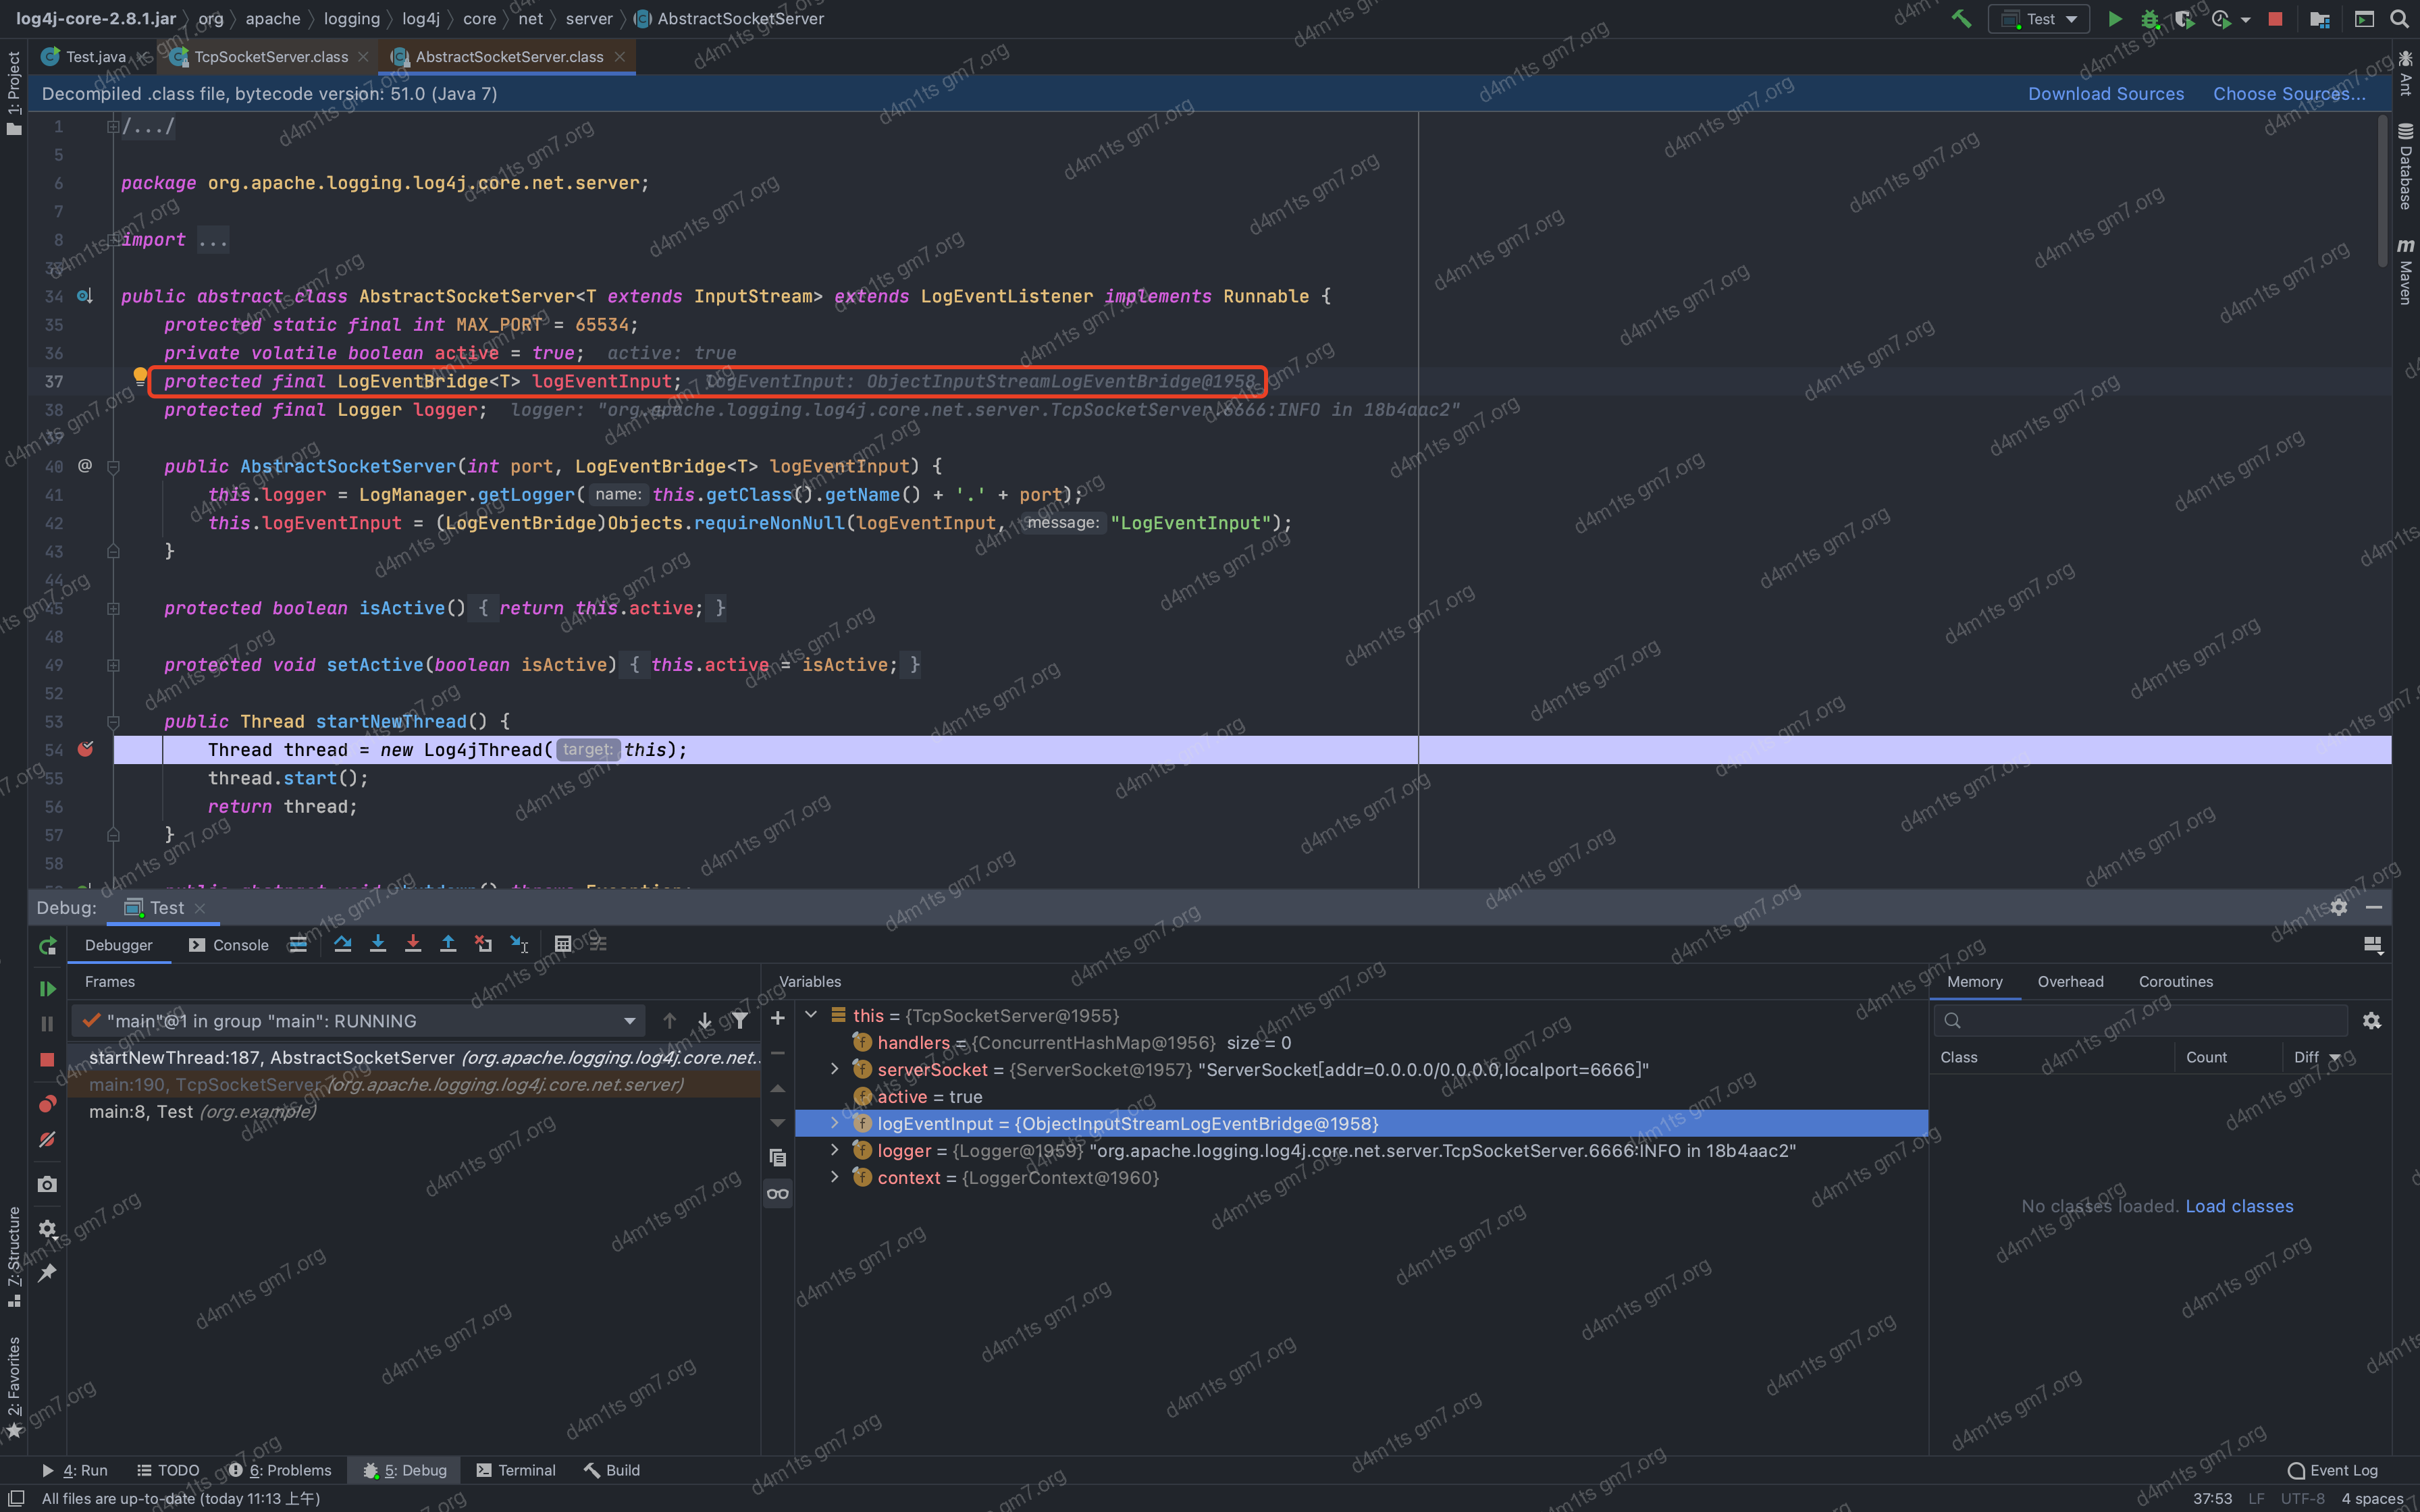 log4j-core-2.8.1.jar 〉 org 〉 apache 〉 logging 〉 log4j 〉 core 〉 net 〉 server 〉 AbstractSocketServer
Test
Test.java
TcpSocketServer.class
AbstractSocketServer.class
Decompiled .class file, bytecode version: 51.0 (Java 7)
Download Sources
Choose Sources...
1: Project
Ant
Database
Maven
1 /.../
5
6 package org.apache.logging.log4j.core.net.server;
7
8 import ...
34 public abstract class AbstractSocketServer<T extends InputStream> extends LogEventListener implements Runnable {
35 protected static final int MAX_PORT = 65534;
36 private volatile boolean active = true; active: true
37 protected final LogEventBridge<T> logEventInput; logEventInput: ObjectInputStreamLogEventBridge@1958
38 protected final Logger logger; logger: "org.apache.logging.log4j.core.net.server.TcpSocketServer.6666:INFO in 18b4aac2"
39
40 @ public AbstractSocketServer(int port, LogEventBridge<T> logEventInput) {
41 this.logger = LogManager.getLogger( name: this.getClass().getName() + '.' + port);
42 this.logEventInput = (LogEventBridge)Objects.requireNonNull(logEventInput, message: "LogEventInput");
43 }
44
45 protected boolean isActive() { return this.active; }
48
49 protected void setActive(boolean isActive) { this.active = isActive; }
52
53 public Thread startNewThread() {
54 Thread thread = new Log4jThread( target: this);
55 thread.start();
56 return thread;
57 }
58
Debug: Test
Debugger
Console
Frames
"main"@1 in group "main": RUNNING
startNewThread:187, AbstractSocketServer (org.apache.logging.log4j.core.net..
main:190, TcpSocketServer (org.apache.logging.log4j.core.net.server)
main:8, Test (org.example)
Variables
this = {TcpSocketServer@1955}
handlers = {ConcurrentHashMap@1956} size = 0
serverSocket = {ServerSocket@1957} "ServerSocket[addr=0.0.0.0/0.0.0.0,localport=6666]"
active = true
logEventInput = {ObjectInputStreamLogEventBridge@1958}
logger = {Logger@1959} "org.apache.logging.log4j.core.net.server.TcpSocketServer.6666:INFO in 18b4aac2"
context = {LoggerContext@1960}
Memory
Overhead
Coroutines
Class
Count
Diff
No classes loaded. Load classes
7: Structure
2: Favorites
4: Run
TODO
6: Problems
5: Debug
Terminal
Build
Event Log
All files are up-to-date (today 11:13 上午)
37:53 LF UTF-8 4 spaces
d4m1ts gm7.org